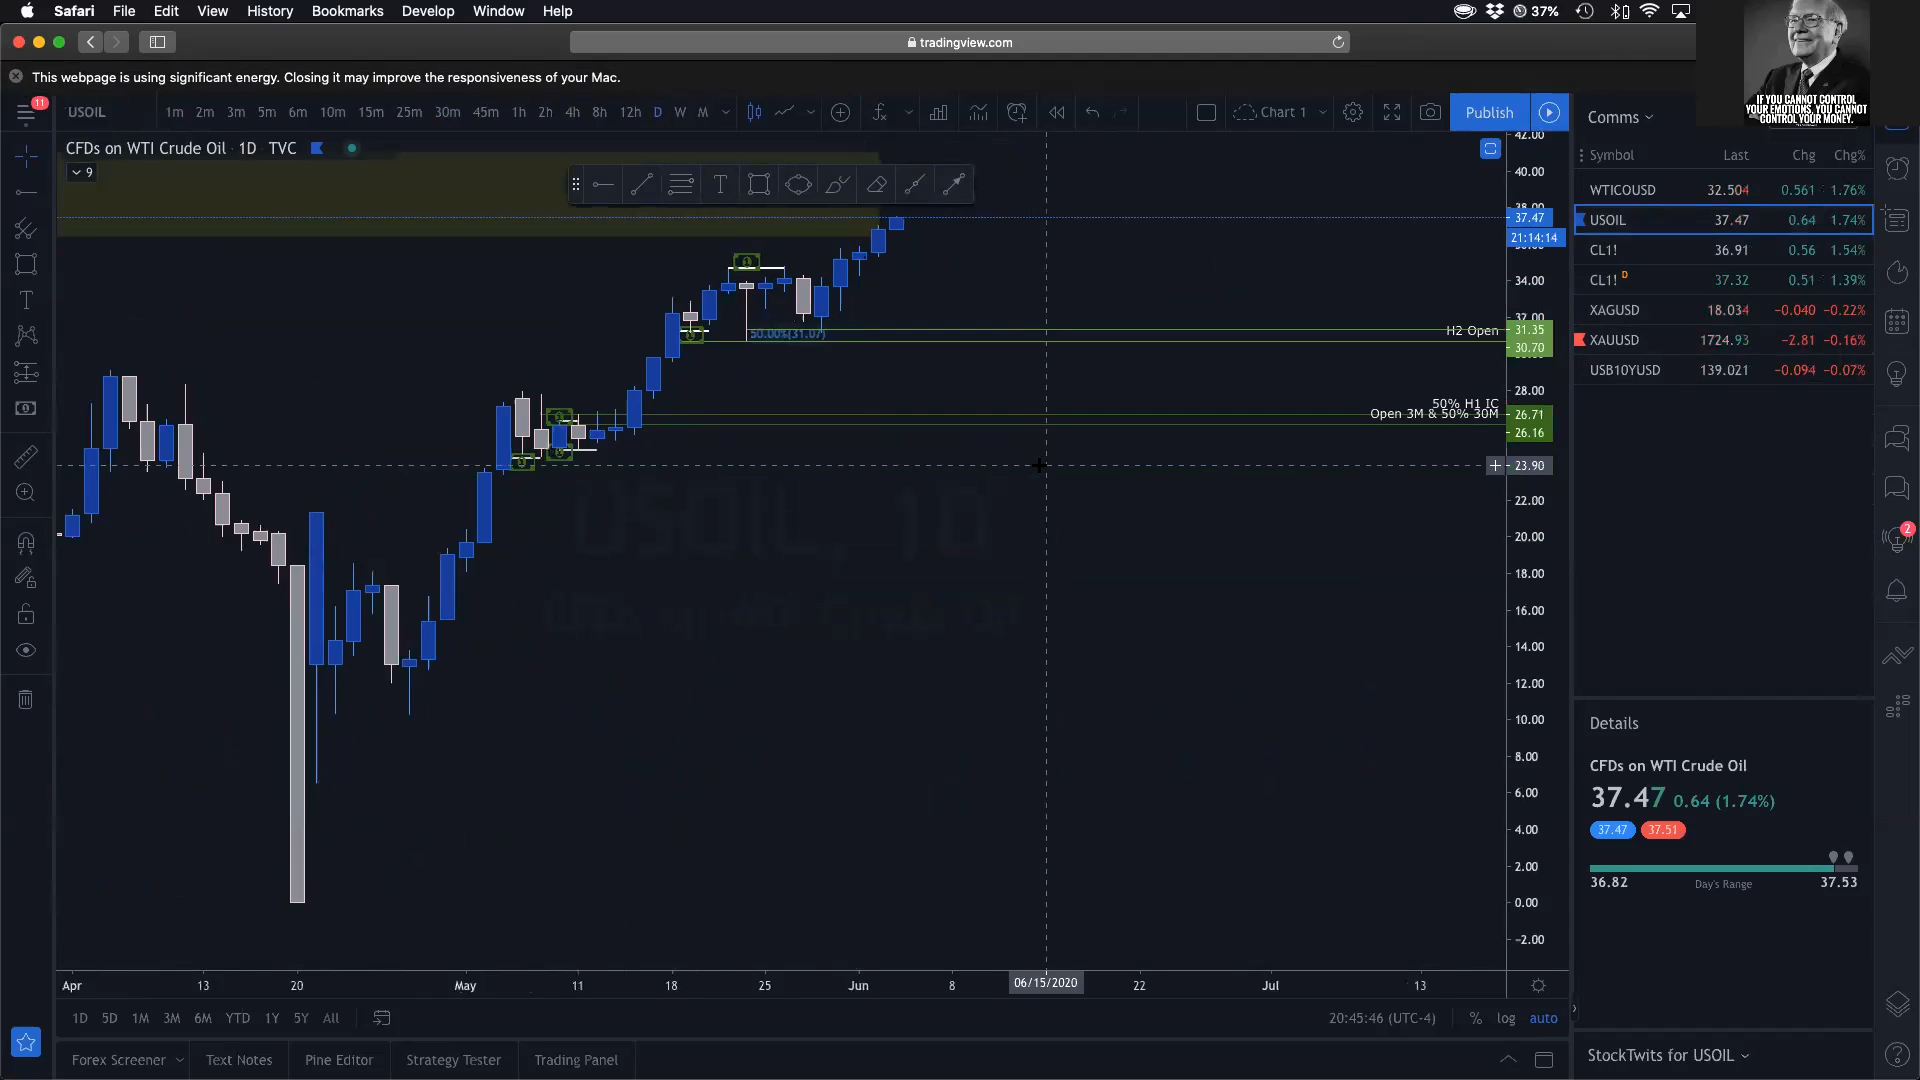 Safari File Edit View History Bookmarks Develop Window Help
37%
tradingview.com
This webpage is using significant energy. Closing it may improve the responsiveness of your Mac.
IF YOU CANNOT CONTROL
YOUR EMOTIONS, YOU CANNOT
CONTROL YOUR MONEY.
11
USOIL 1m 2m 3m 5m 6m 10m 15m 25m 30m 45m 1h 2h 4h 8h 12h D W M
Chart 1
Publish
Comms
CFDs on WTI Crude Oil · 1D · TVC
9
Symbol Last Chg Chg%
WTICOUSD 32.504 0.561 1.76%
USOIL 37.47 0.64 1.74%
CL1! 36.91 0.56 1.54%
CL1! D 37.32 0.51 1.39%
XAGUSD 18.034 −0.040 −0.22%
XAUUSD 1724.93 −2.81 −0.16%
USB10YUSD 139.021 −0.094 −0.07%
42.00
40.00
38.00
37.47
21:14:14
34.00
32.00
H2 Open 31.35
50.00%(31.07)
30.70
28.00
50% H1 IC
Open 3M & 50% 30M 26.71
26.16
23.90
22.00
20.00
18.00
16.00
14.00
12.00
10.00
8.00
6.00
4.00
2.00
0.00
−2.00
USOIL, 1D
CFDs on WTI Crude Oil
2
Details
CFDs on WTI Crude Oil
37.47 0.64 (1.74%)
37.47 37.51
36.82 Day's Range 37.53
Apr 13 20 May 11 18 25 Jun 8 06/15/2020 22 Jul 13
1D 5D 1M 3M 6M YTD 1Y 5Y All
20:45:46 (UTC-4) % log auto
Forex Screener Text Notes Pine Editor Strategy Tester Trading Panel
StockTwits for USOIL